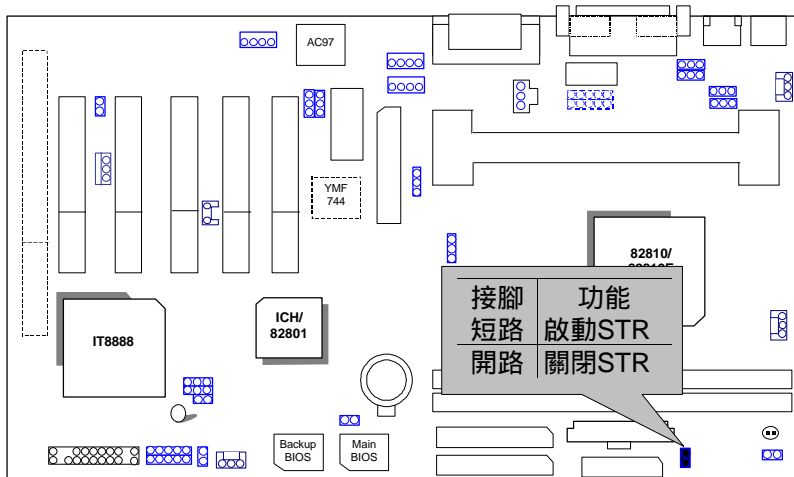 AC97
YMF
744
82810/
接腳 功能
短路 啟動STR
開路 關閉STR
IT8888
ICH/
82801
Backup
BIOS
Main
BIOS